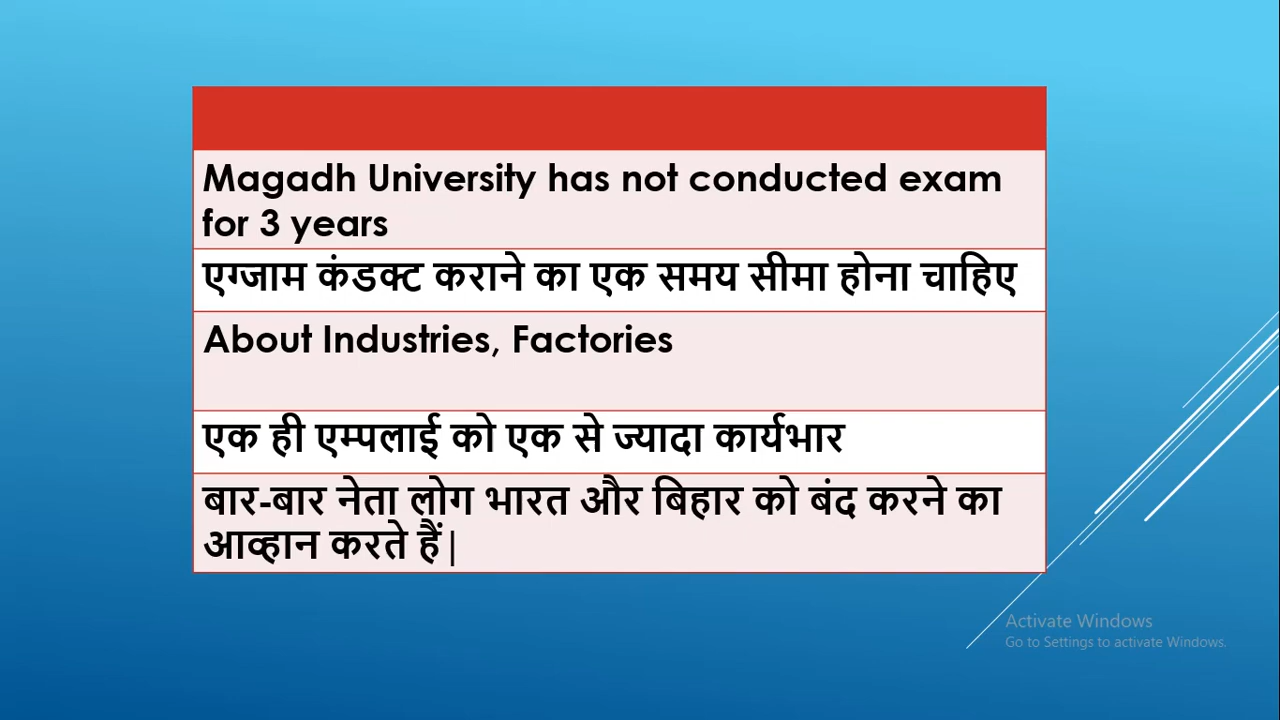 Magadh University has not conducted exam
for 3 years
एग्जाम कंडक्ट कराने का एक समय सीमा होना चाहिए
About Industries, Factories
एक ही एम्पलाई को एक से ज्यादा कार्यभार
बार-बार नेता लोग भारत और बिहार को बंद करने का
आव्हान करते हैं|
Activate Windows
Go to Settings to activate Windows.